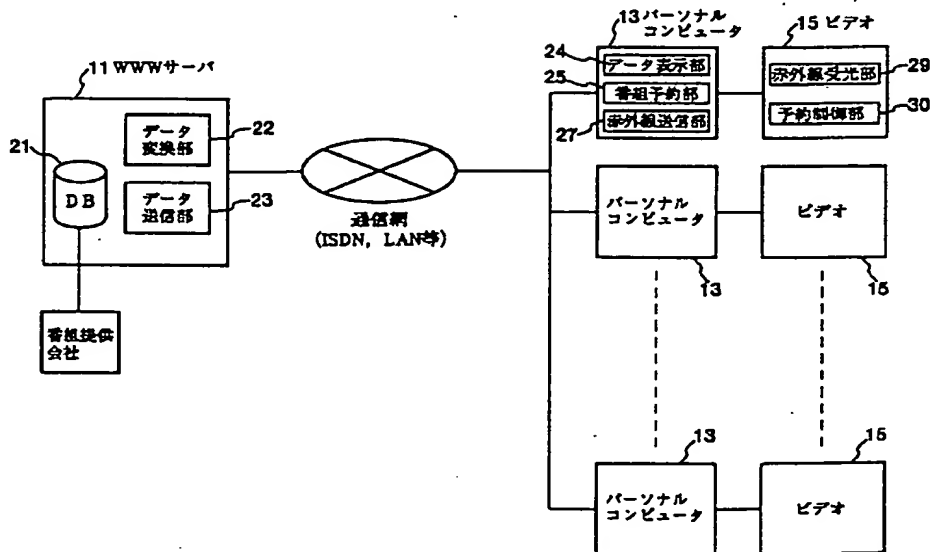 11 WWWサーバ
21
DB
データ
変換部
22
データ
送信部
23
番組提供
会社
通信網
(ISDN, LAN等)
13 パーソナル
コンピュータ
24
データ表示部
25
番組予約部
27
赤外線送信部
15 ビデオ
赤外線受光部
29
予約制御部
30
パーソナル
コンピュータ
13
ビデオ
15
13
パーソナル
コンピュータ
15
ビデオ